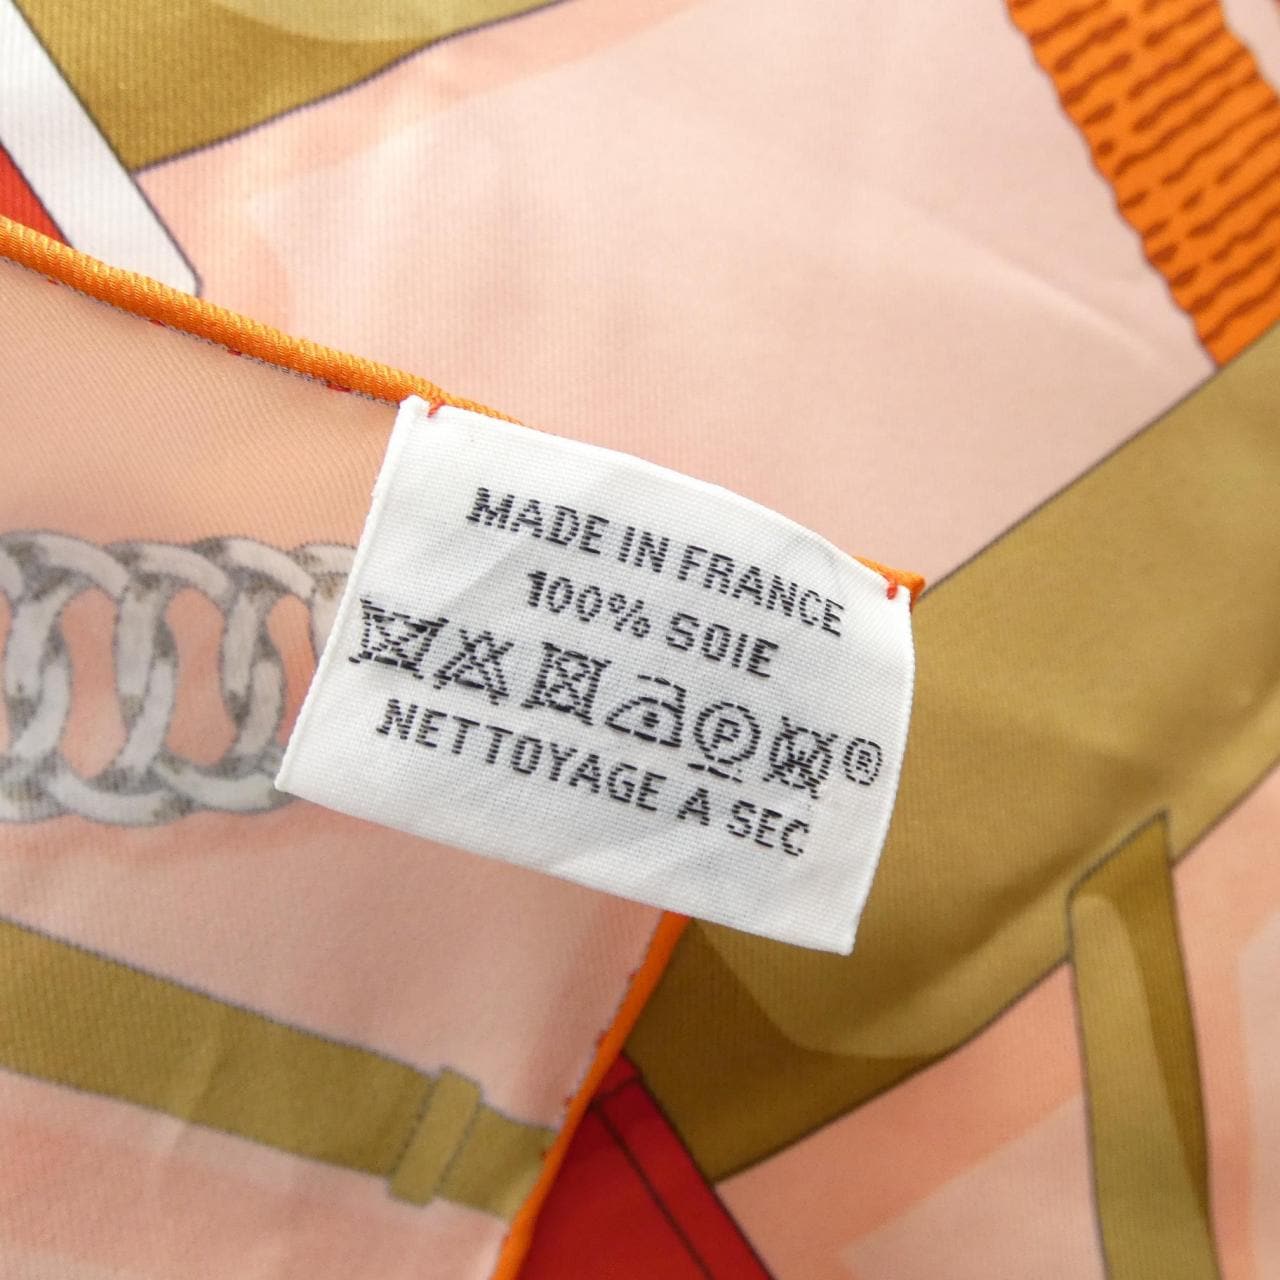 MADE IN FRANCE
100% SOIE
P ®
NETTOYAGE A SEC